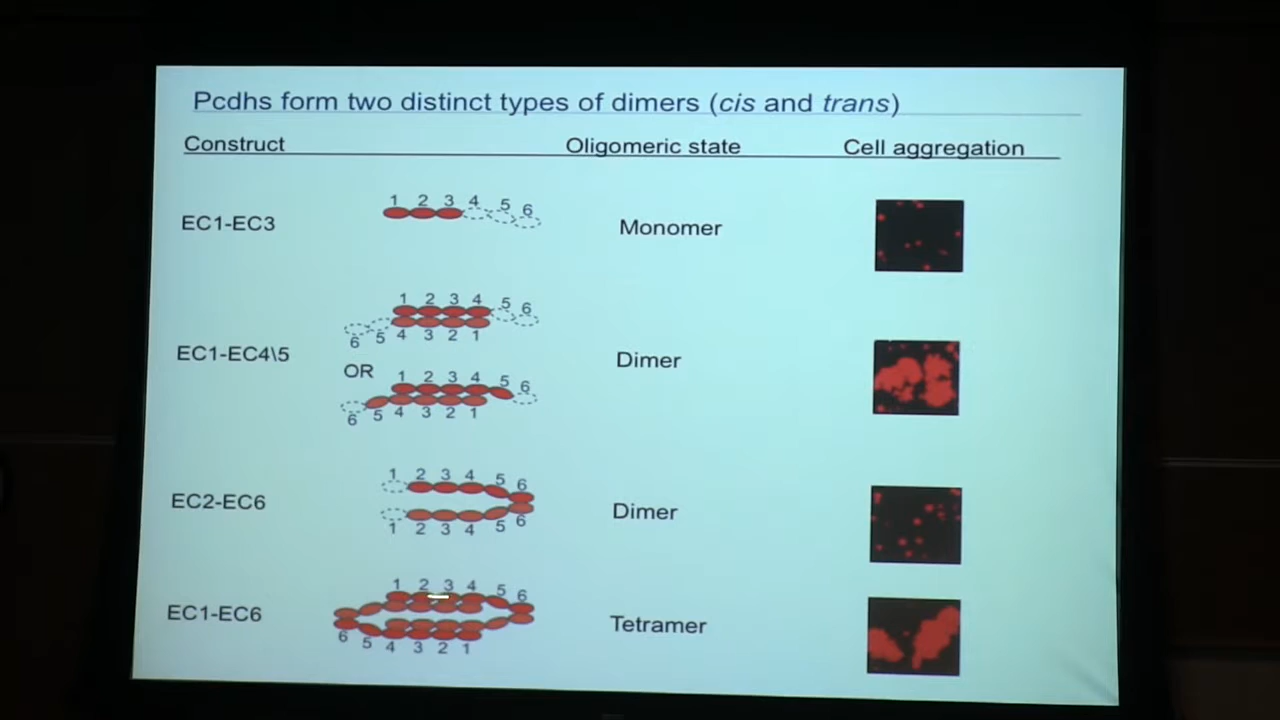 Pcdhs form two distinct types of dimers (cis and trans)
Construct Oligomeric state Cell aggregation
1 2 3 4 5 6
EC1-EC3 Monomer
1 2 3 4 5 6
6 5 4 3 2 1
EC1-EC4\5 Dimer
OR
1 2 3 4 5 6
6 5 4 3 2 1
1 2 3 4 5 6
EC2-EC6 Dimer
1 2 3 4 5 6
1 2 3 4 5 6
EC1-EC6 Tetramer
6 5 4 3 2 1